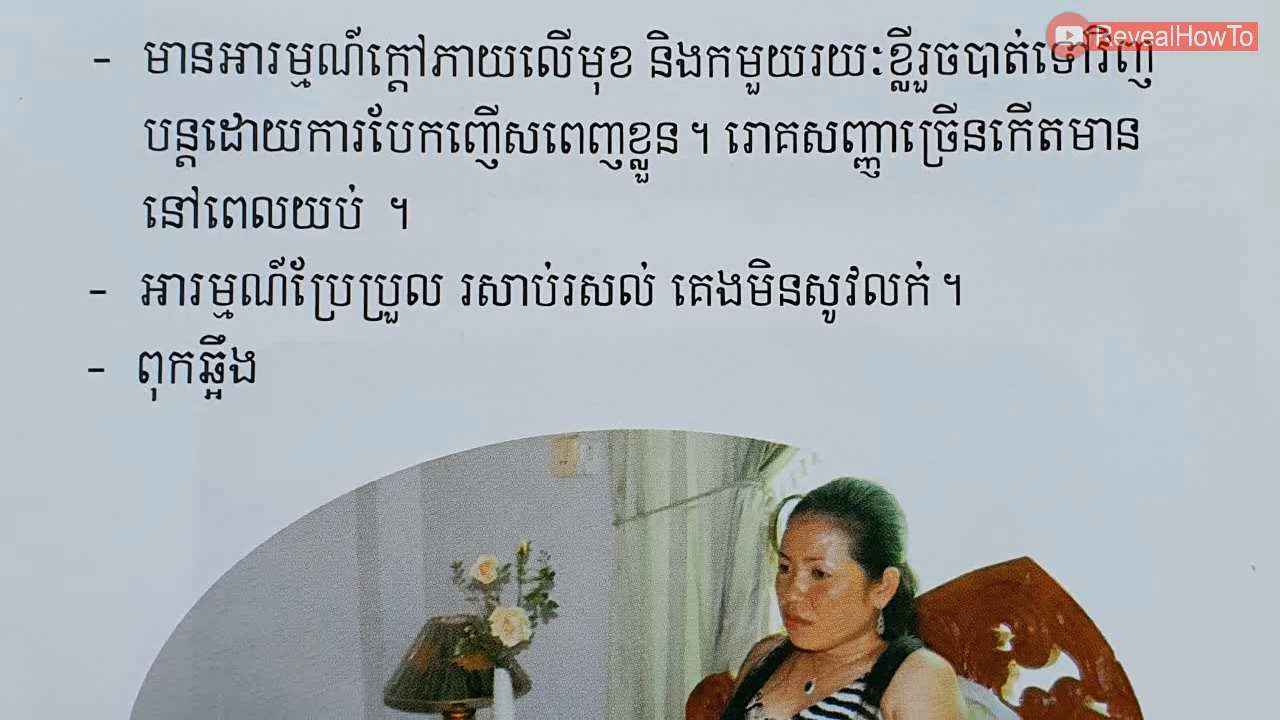 RevealHowTo
- មានអារម្មណ៍ក្តៅភាយលើមុខ និងកមួយរយៈខ្លីរួចបាត់ទៅវិញ
បន្តដោយការបែកញើសពេញខ្លួន ។ រោគសញ្ញាច្រើនកើតមាន
នៅពេលយប់ ។
- អារម្មណ៍ប្រែប្រួល រសាប់រសល់ គេងមិនសូវលក់ ។
- ពុកឆ្អឹង